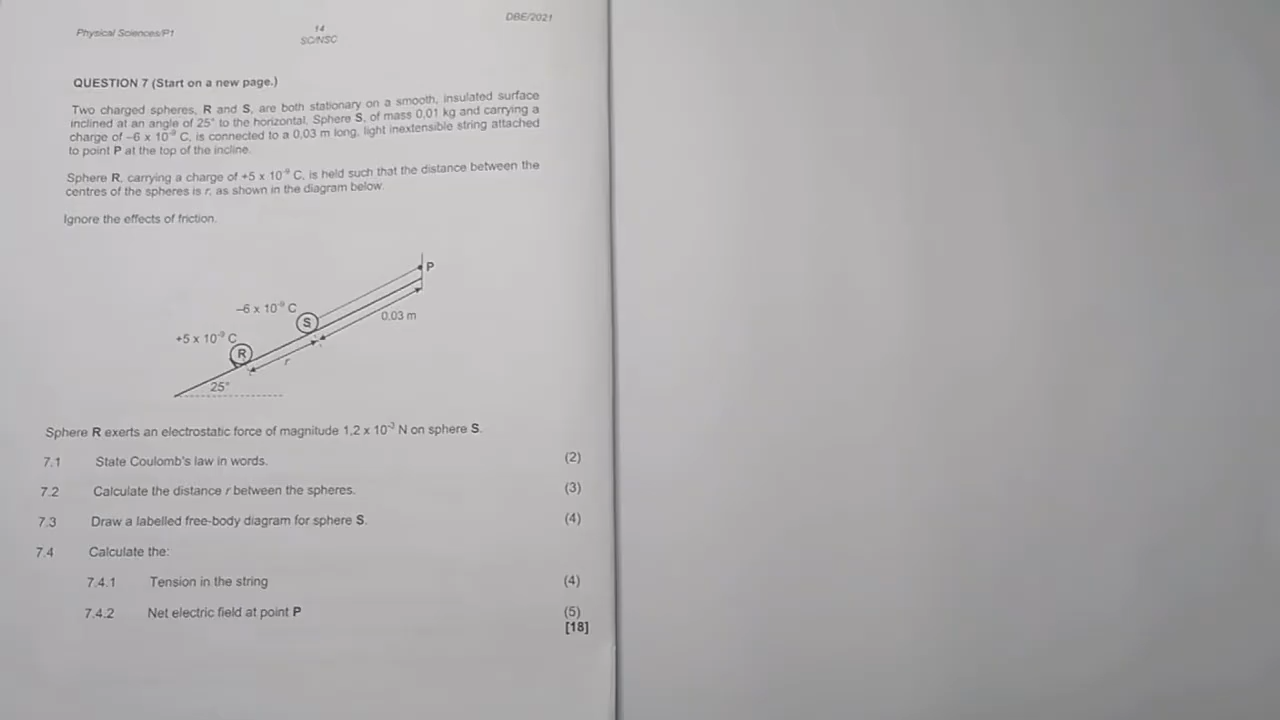 DBE/2021
Physical Sciences/P1
14
SC/NSC
QUESTION 7 (Start on a new page.)
Two charged spheres, R and S, are both stationary on a smooth, insulated surface
inclined at an angle of 25° to the horizontal. Sphere S, of mass 0,01 kg and carrying a
charge of –6 x 10⁻⁹ C, is connected to a 0,03 m long, light inextensible string attached
to point P at the top of the incline.
Sphere R, carrying a charge of +5 x 10⁻⁹ C, is held such that the distance between the
centres of the spheres is r, as shown in the diagram below.
Ignore the effects of friction.
P
–6 x 10⁻⁹ C
S
0,03 m
+5 x 10⁻⁹ C
R
r
25°
Sphere R exerts an electrostatic force of magnitude 1,2 x 10⁻³ N on sphere S.
7.1 State Coulomb's law in words. (2)
7.2 Calculate the distance r between the spheres. (3)
7.3 Draw a labelled free-body diagram for sphere S. (4)
7.4 Calculate the:
7.4.1 Tension in the string (4)
7.4.2 Net electric field at point P (5)
[18]